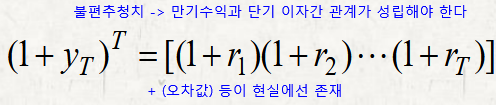 불편추청치 -> 만기수익과 단기 이자간 관계가 성립해야 한다
(1 + y_T)^T = [(1 + r_1)(1 + r_2)⋯(1 + r_T)]
+ (오차값) 등이 현실에선 존재